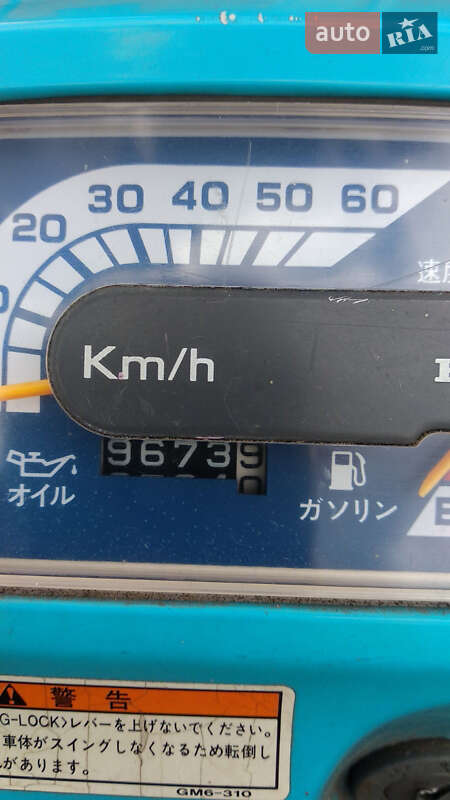 auto RIA .com
20 30 40 50 60
Km/h
96739
オイル
ガソリン
E
警告
G-LOCK>レバーを上げないでください。
車体がスイングしなくなるため転倒し
があります。
GM6-310